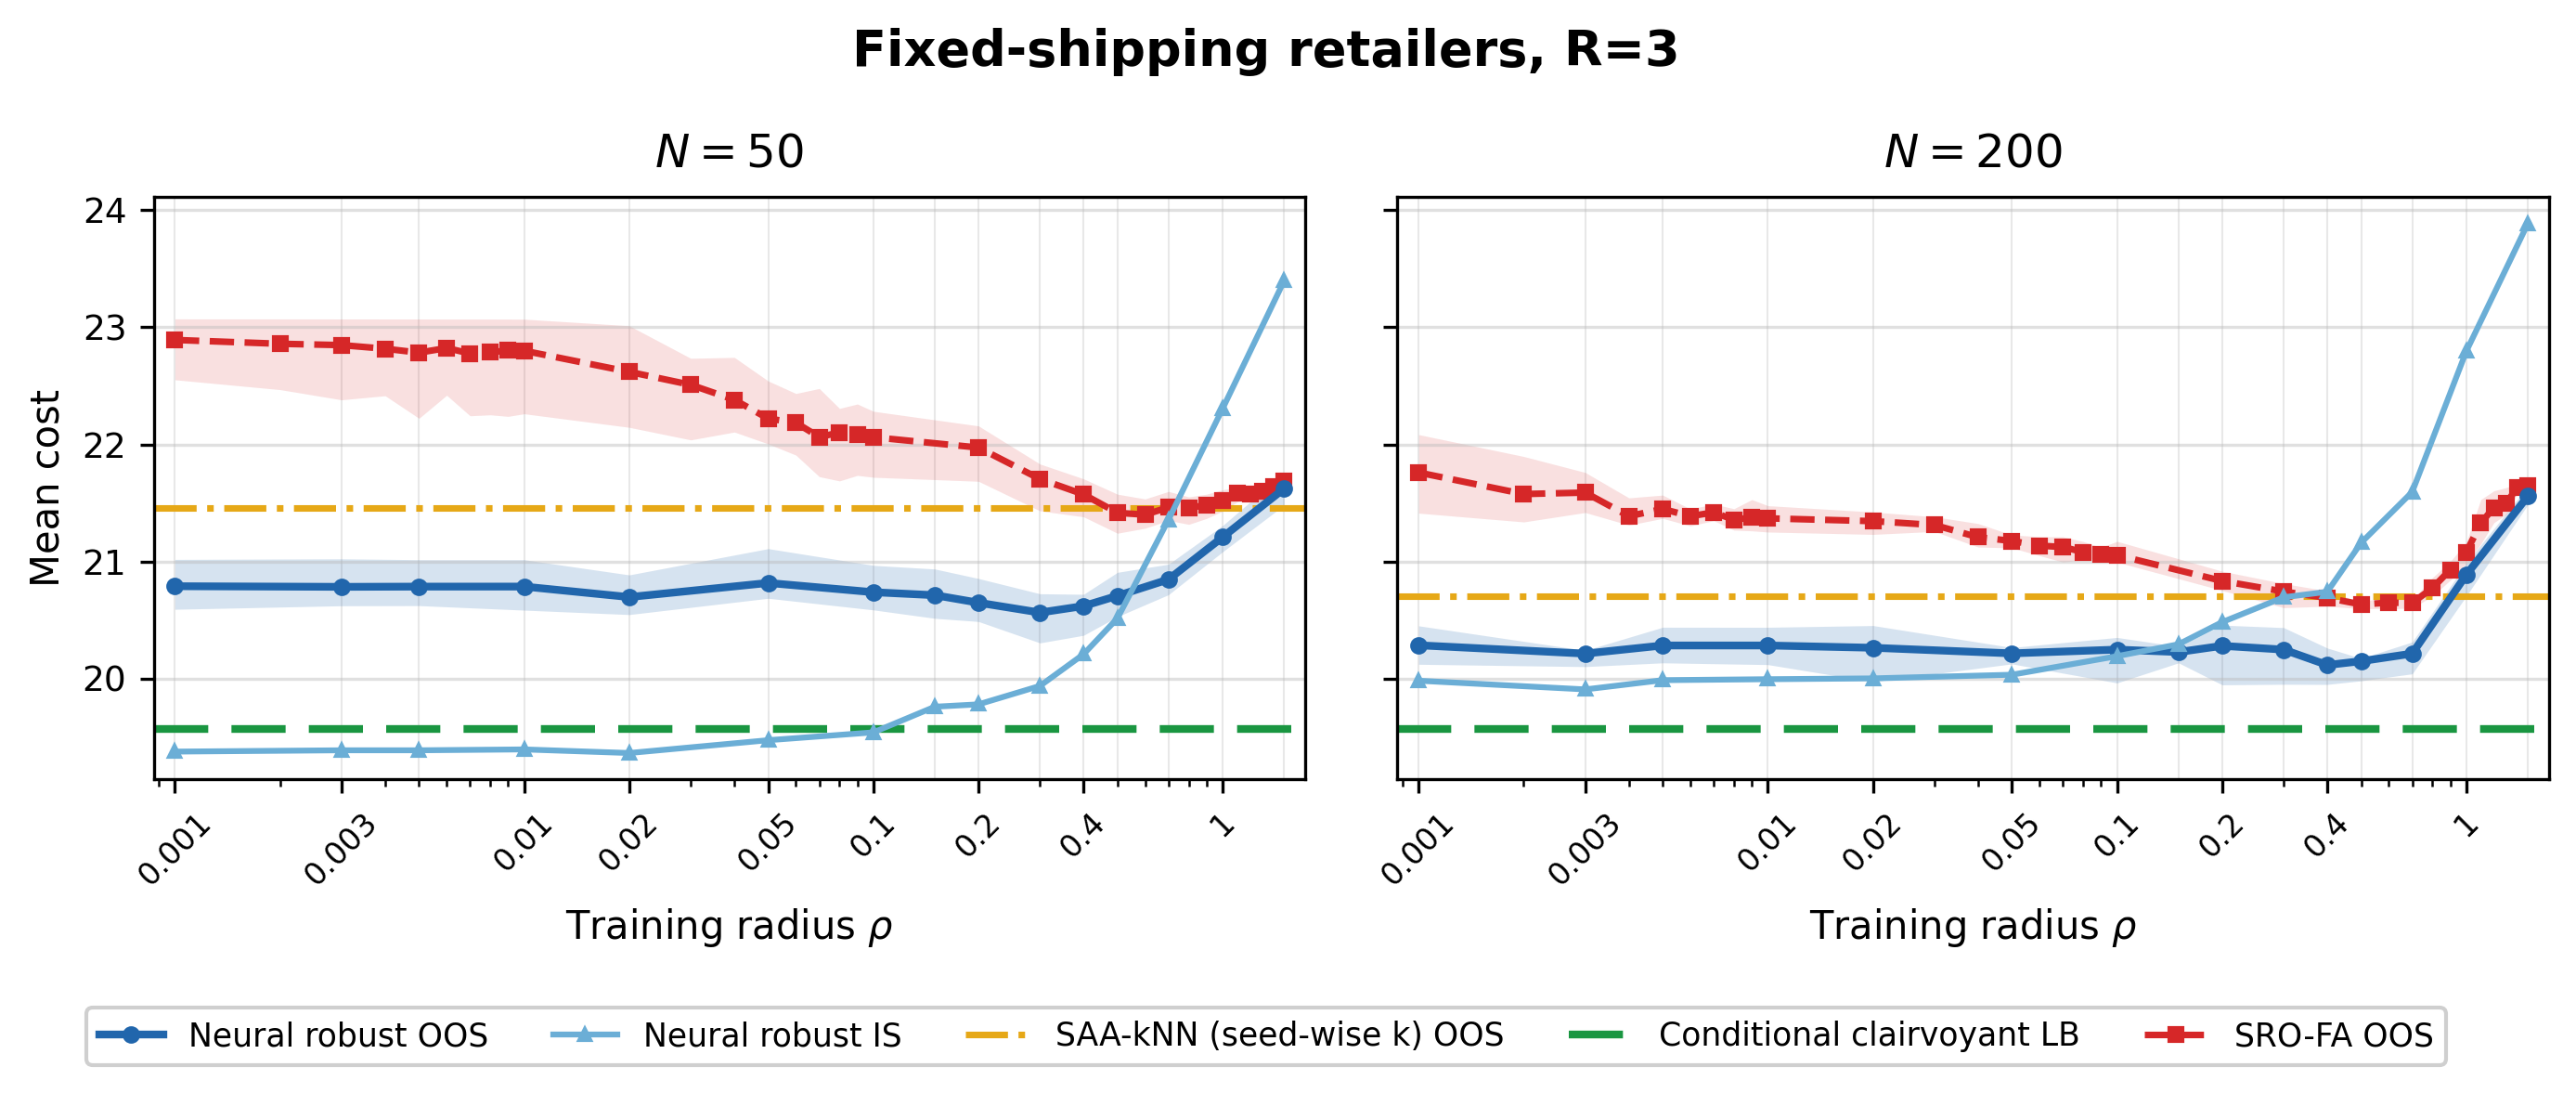 Fixed-shipping retailers, R=3
N = 50
N = 200
Mean cost
24
23
22
21
20
0.001
0.003
0.01
0.02
0.05
0.1
0.2
0.4
1
0.001
0.003
0.01
0.02
0.05
0.1
0.2
0.4
1
Training radius ρ
Training radius ρ
Neural robust OOS
Neural robust IS
SAA-kNN (seed-wise k) OOS
Conditional clairvoyant LB
SRO-FA OOS